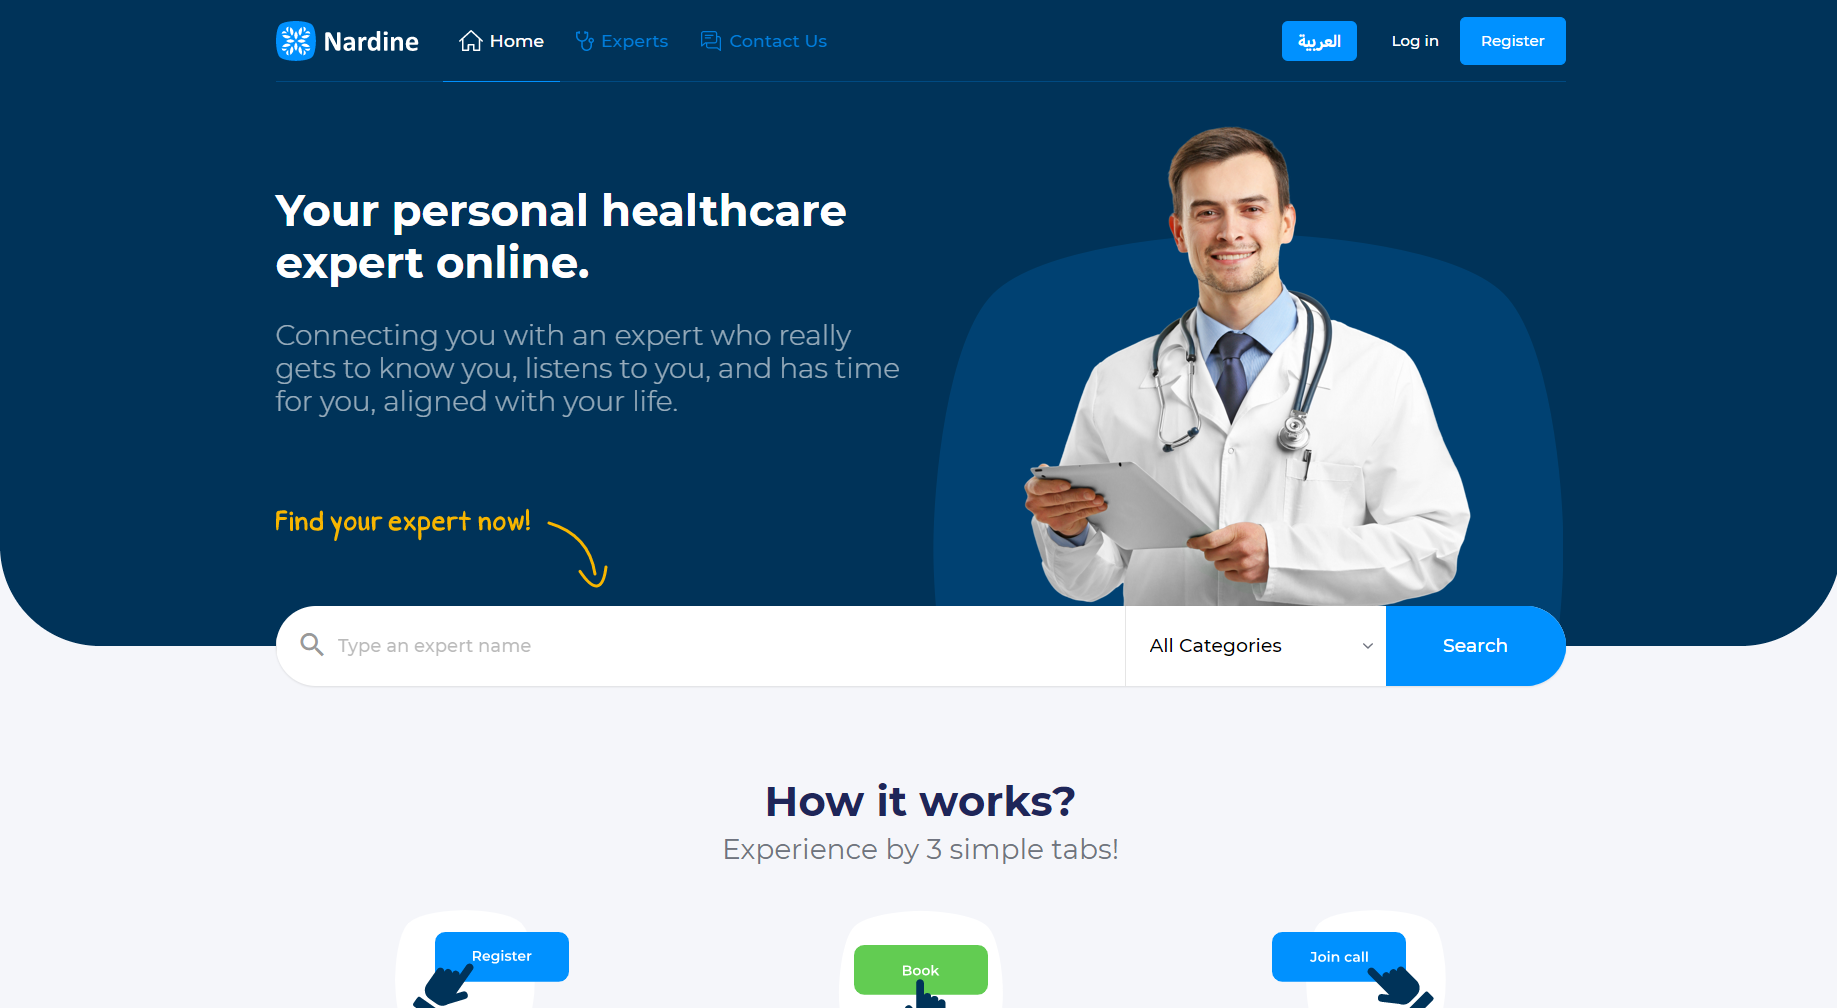 Nardine
Home
Experts
Contact Us
العربية
Log in
Register
Your personal healthcare
expert online.
Connecting you with an expert who really
gets to know you, listens to you, and has time
for you, aligned with your life.
Find your expert now!
Type an expert name
All Categories
Search
How it works?
Experience by 3 simple tabs!
Register
Book
Join call